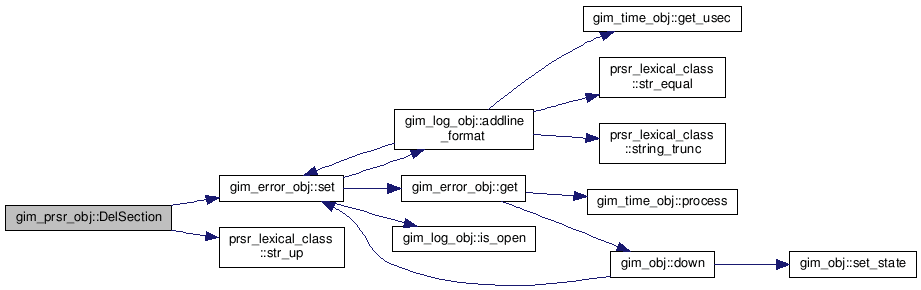 gim_time_obj::get_usec
prsr_lexical_class
::str_equal
gim_log_obj::addline
_format
prsr_lexical_class
::string_trunc
gim_error_obj::set
gim_error_obj::get
gim_time_obj::process
gim_prsr_obj::DelSection
gim_log_obj::is_open
prsr_lexical_class
::str_up
gim_obj::down
gim_obj::set_state